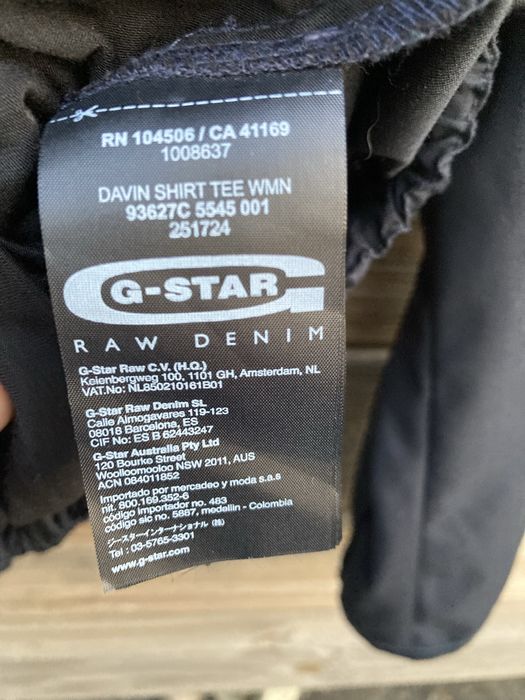 RN 104506 / CA 41169
1008637
DAVIN SHIRT TEE WMN
93627C 5545 001
251724
G-STAR
RAW DENIM
G-Star Raw C.V. (H.Q.)
Keienbergweg 100, 1101 GH, Amsterdam, NL
VAT.No: NL850210161B01
G-Star Raw Denim SL
Calle Almogavares 119-123
08018 Barcelona, ES
CIF No: ES B 62443247
G-Star Australia Pty Ltd
120 Bourke Street
Woolloomooloo NSW 2011, AUS
ACN 084011852
Importado por mercadeo y moda s.a.s
nit. 800.169.352-6
código importador no. 483
código sic no. 5887, medellin - Colombia
ジースターインターナショナル (株)
Tel : 03-5765-3301
www.g-star.com